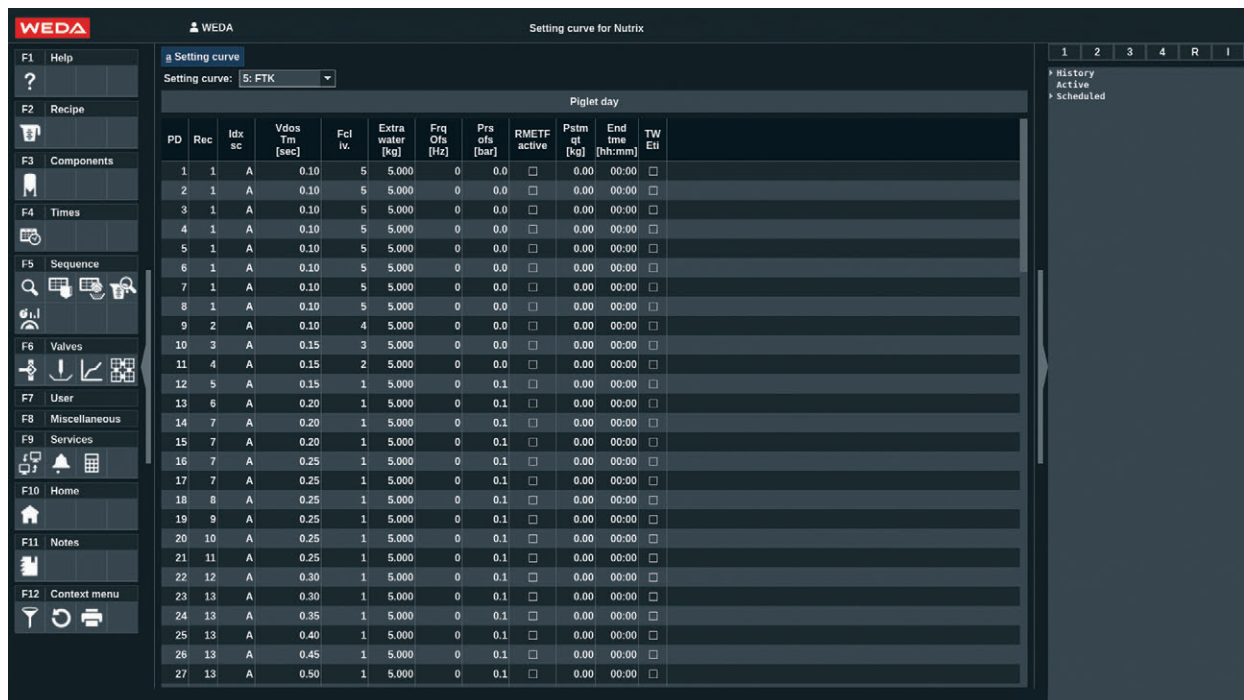 WEDA
WEDA
Setting curve for Nutrix
F1 Help
?
F2 Recipe
F3 Components
F4 Times
F5 Sequence
F6 Valves
F7 User
F8 Miscellaneous
F9 Services
F10 Home
F11 Notes
F12 Context menu
a Setting curve
Setting curve: 5: FTK
Piglet day
PD Rec Idx sc Vdos Tm [sec] Fcl iv. Extra water [kg] Frq Ofs [Hz] Prs ofs [bar] RMETF active Pstm qt [kg] End tme [hh:mm] TW Eti
1 1 A 0.10 5 5.000 0 0.0 0.00 00:00
2 1 A 0.10 5 5.000 0 0.0 0.00 00:00
3 1 A 0.10 5 5.000 0 0.0 0.00 00:00
4 1 A 0.10 5 5.000 0 0.0 0.00 00:00
5 1 A 0.10 5 5.000 0 0.0 0.00 00:00
6 1 A 0.10 5 5.000 0 0.0 0.00 00:00
7 1 A 0.10 5 5.000 0 0.0 0.00 00:00
8 1 A 0.10 5 5.000 0 0.0 0.00 00:00
9 2 A 0.10 4 5.000 0 0.0 0.00 00:00
10 3 A 0.15 3 5.000 0 0.0 0.00 00:00
11 4 A 0.15 2 5.000 0 0.0 0.00 00:00
12 5 A 0.15 1 5.000 0 0.1 0.00 00:00
13 6 A 0.20 1 5.000 0 0.1 0.00 00:00
14 7 A 0.20 1 5.000 0 0.1 0.00 00:00
15 7 A 0.20 1 5.000 0 0.1 0.00 00:00
16 7 A 0.25 1 5.000 0 0.1 0.00 00:00
17 7 A 0.25 1 5.000 0 0.1 0.00 00:00
18 8 A 0.25 1 5.000 0 0.1 0.00 00:00
19 9 A 0.25 1 5.000 0 0.1 0.00 00:00
20 10 A 0.25 1 5.000 0 0.1 0.00 00:00
21 11 A 0.25 1 5.000 0 0.1 0.00 00:00
22 12 A 0.30 1 5.000 0 0.1 0.00 00:00
23 13 A 0.30 1 5.000 0 0.1 0.00 00:00
24 13 A 0.35 1 5.000 0 0.1 0.00 00:00
25 13 A 0.40 1 5.000 0 0.1 0.00 00:00
26 13 A 0.45 1 5.000 0 0.1 0.00 00:00
27 13 A 0.50 1 5.000 0 0.1 0.00 00:00
1 2 3 4 R I
History
Active
Scheduled